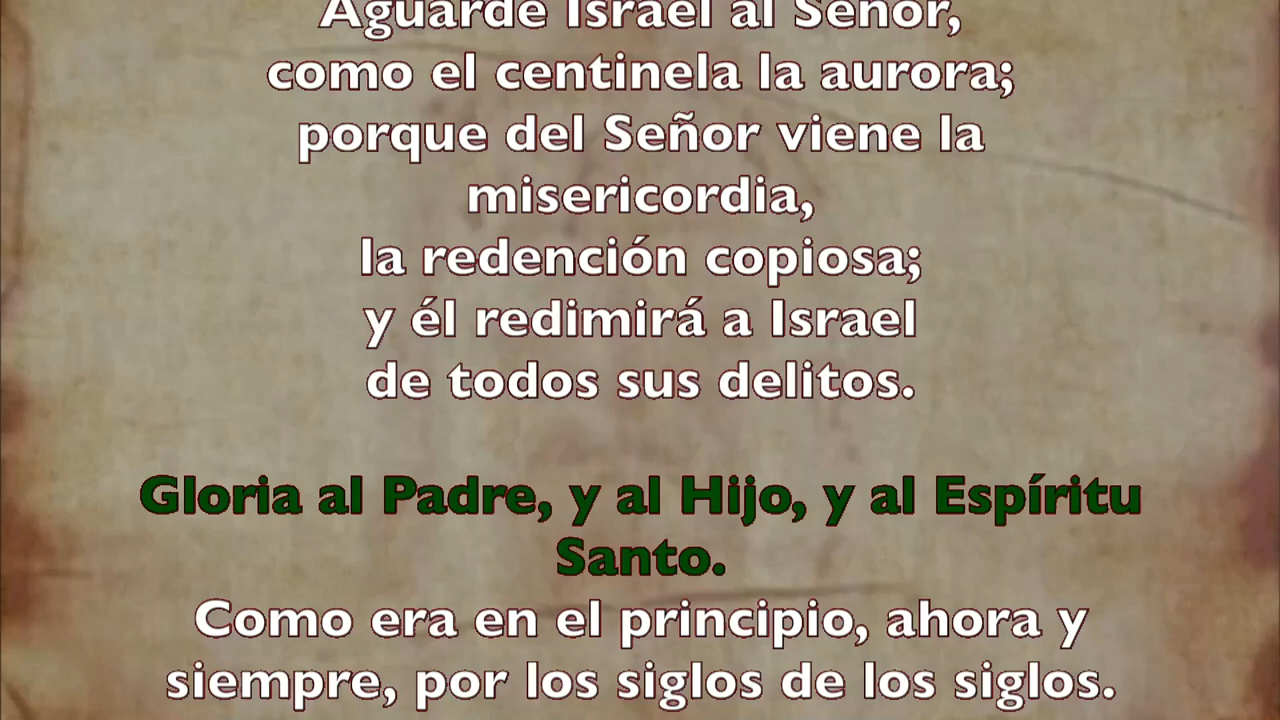 Aguarde Israel al Señor,
como el centinela la aurora;
porque del Señor viene la
misericordia,
la redención copiosa;
y él redimirá a Israel
de todos sus delitos.
Gloria al Padre, y al Hijo, y al Espíritu
Santo.
Como era en el principio, ahora y
siempre, por los siglos de los siglos.